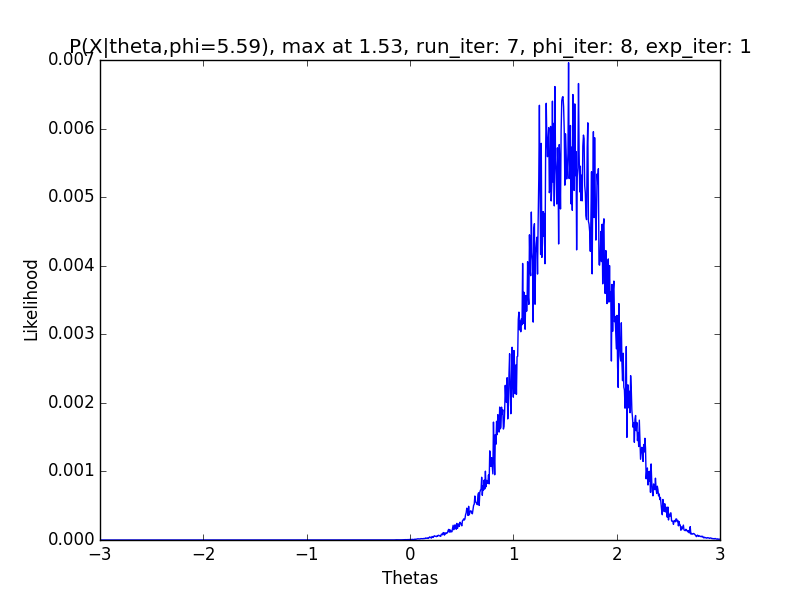 P(X|theta,phi=5.59), max at 1.53, run_iter: 7, phi_iter: 8, exp_iter: 1
0.007
0.006
0.005
0.004
0.003
0.002
0.001
0.000
Likelihood
−3 −2 −1 0 1 2 3
Thetas